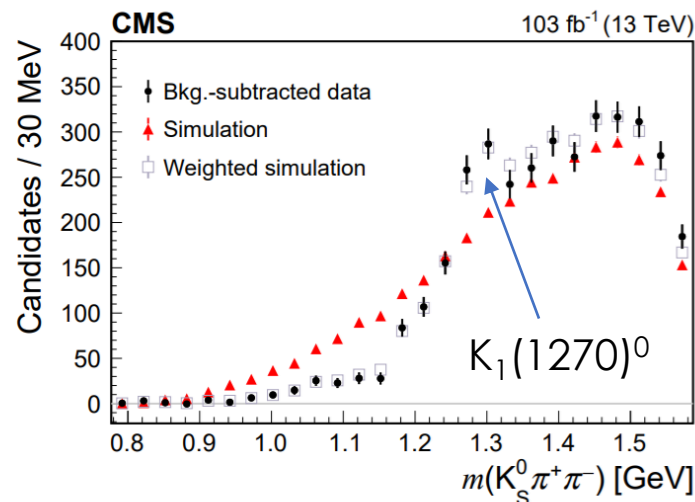 CMS 103 fb⁻¹ (13 TeV)
Candidates / 30 MeV
400
350
300
250
200
150
100
50
0
Bkg.-subtracted data
Simulation
Weighted simulation
K₁(1270)⁰
0.8 0.9 1.0 1.1 1.2 1.3 1.4 1.5
m(K⁰ₛπ⁺π⁻) [GeV]